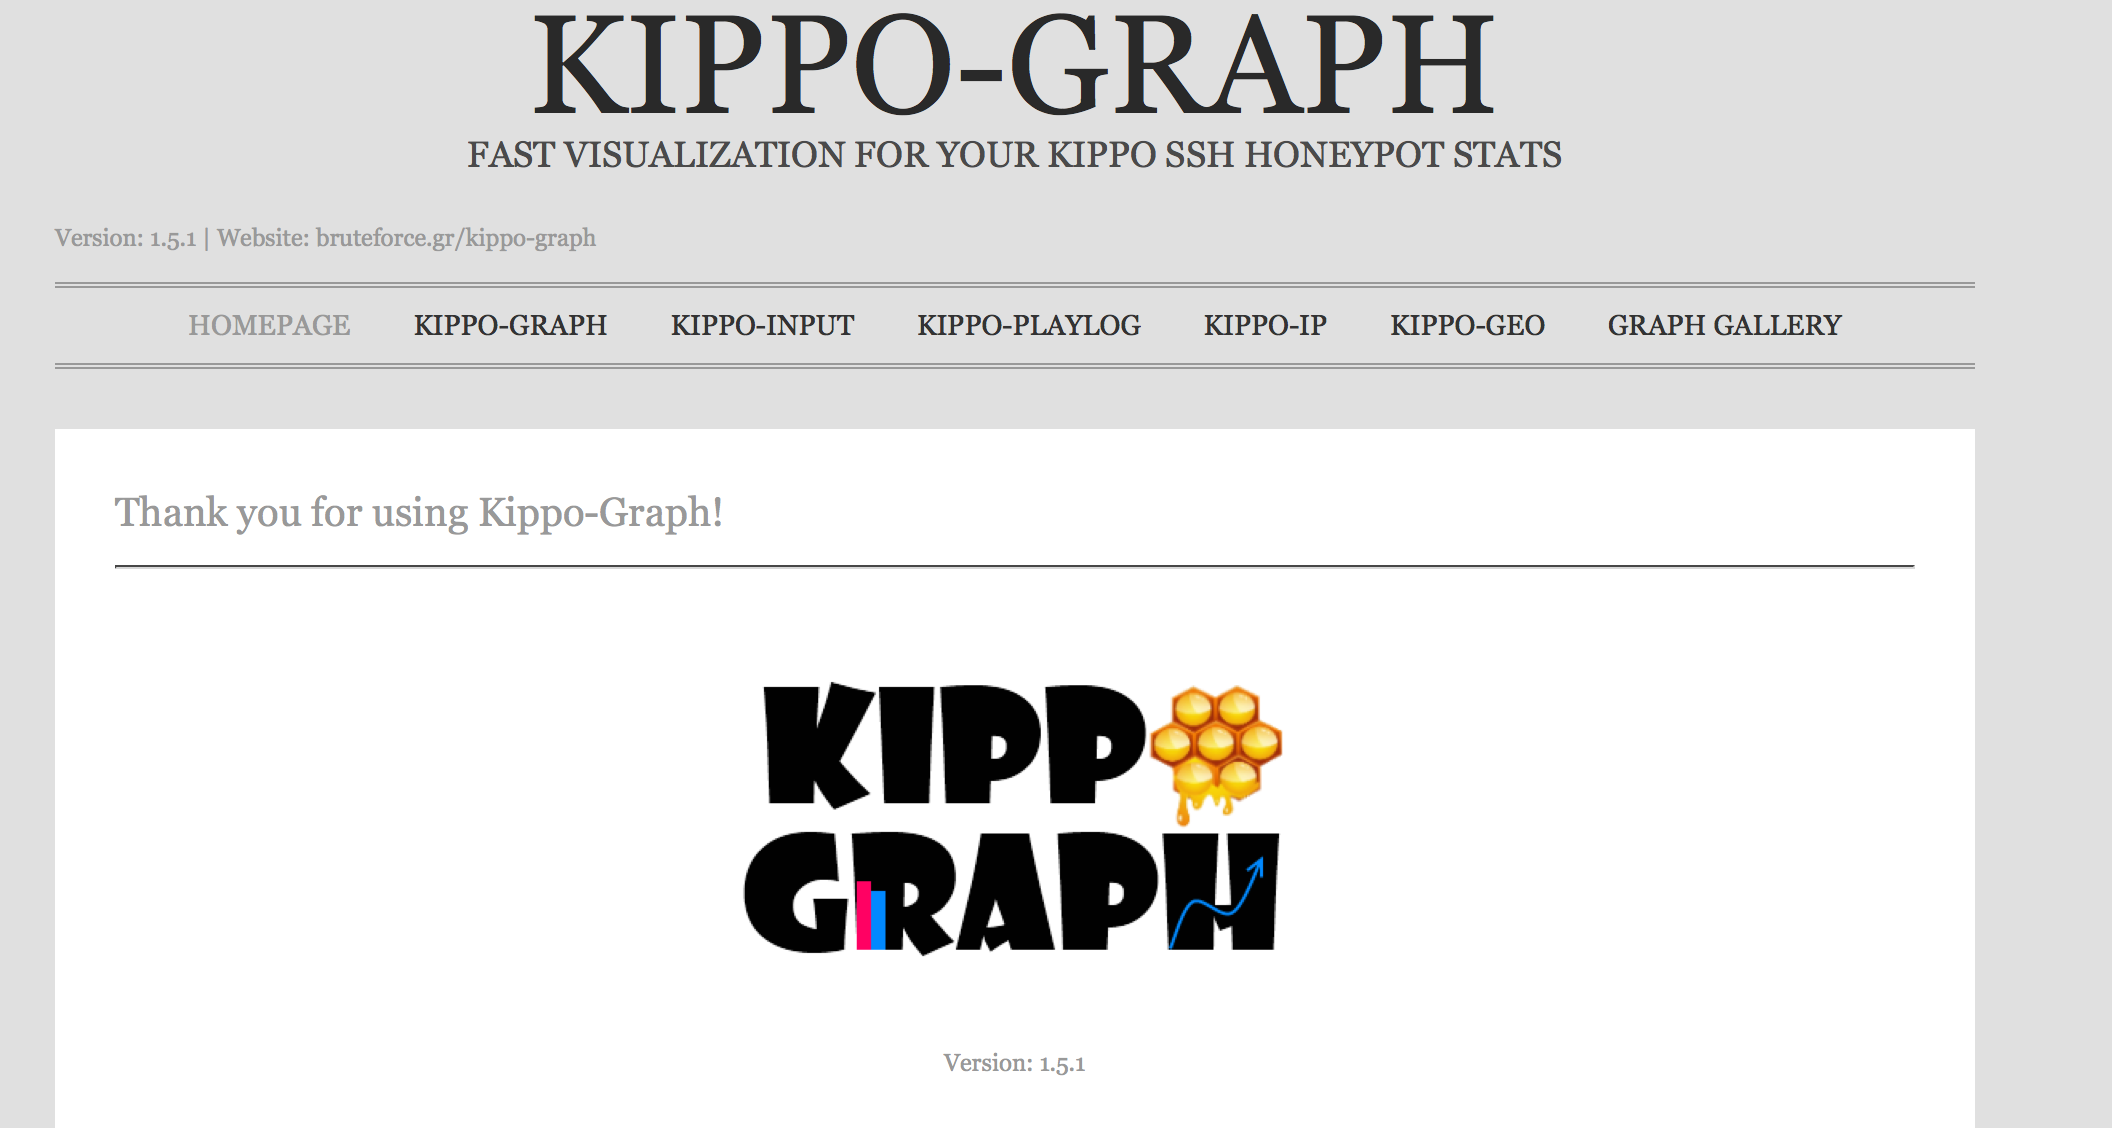 KIPPO-GRAPH
FAST VISUALIZATION FOR YOUR KIPPO SSH HONEYPOT STATS
Version: 1.5.1 | Website: bruteforce.gr/kippo-graph
HOMEPAGE KIPPO-GRAPH KIPPO-INPUT KIPPO-PLAYLOG KIPPO-IP KIPPO-GEO GRAPH GALLERY
Thank you for using Kippo-Graph!
KIPPO
GRAPH
Version: 1.5.1